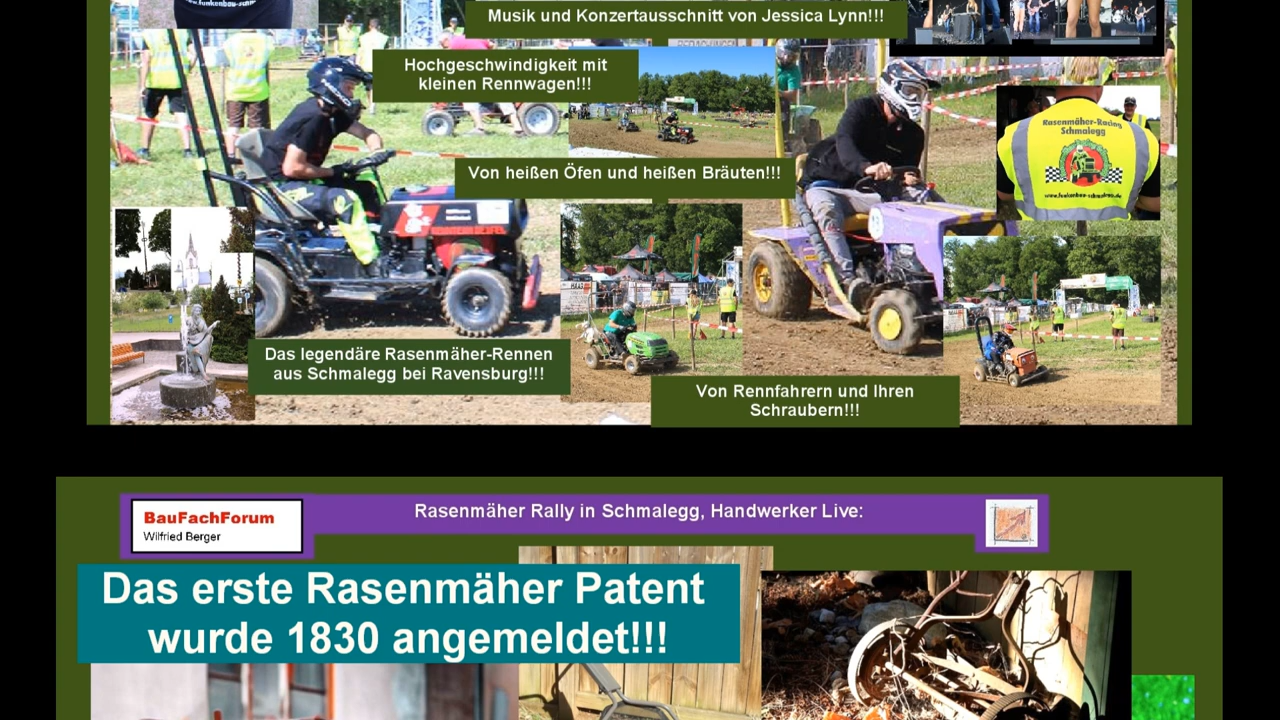 Musik und Konzertausschnitt von Jessica Lynn!!!
Hochgeschwindigkeit mit
kleinen Rennwagen!!!
Von heißen Öfen und heißen Bräuten!!!
Rasenmäher-Racing
Schmalegg
Das legendäre Rasenmäher-Rennen
aus Schmalegg bei Ravensburg!!!
Von Rennfahrern und Ihren
Schraubern!!!
BauFachForum
Wilfried Berger
Rasenmäher Rally in Schmalegg, Handwerker Live:
Das erste Rasenmäher Patent
wurde 1830 angemeldet!!!